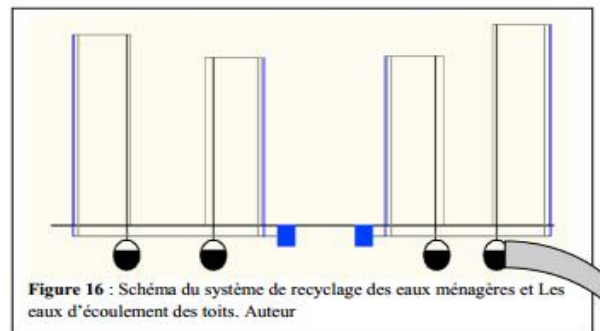 Figure 16 : Schéma du système de recyclage des eaux ménagères et Les
eaux d'écoulement des toits. Auteur